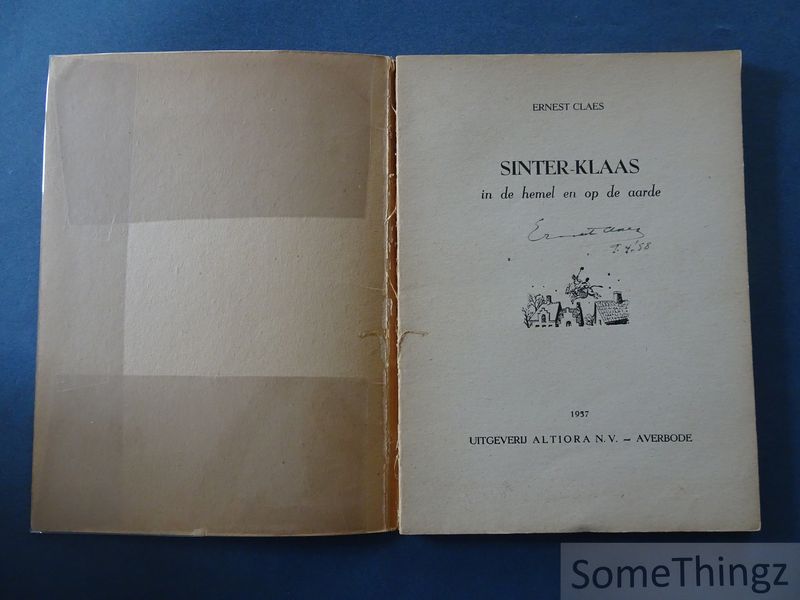 ERNEST CLAES
SINTER-KLAAS
in de hemel en op de aarde
Ernest Claes
1957
UITGEVERIJ ALTIORA N.V. – AVERBODE
SomeThingz